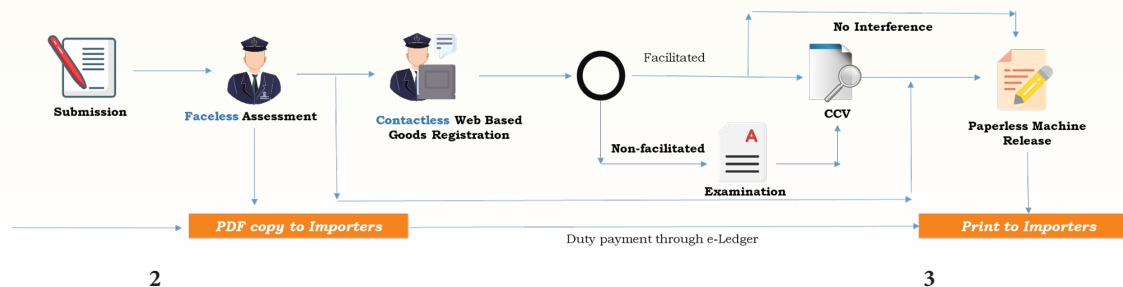 No Interference
Facilitated
Submission
Faceless Assessment
Contactless Web Based
Goods Registration
CCV
Paperless Machine
Release
Non-facilitated
A
Examination
PDF copy to Importers
Duty payment through e-Ledger
Print to Importers
2
3